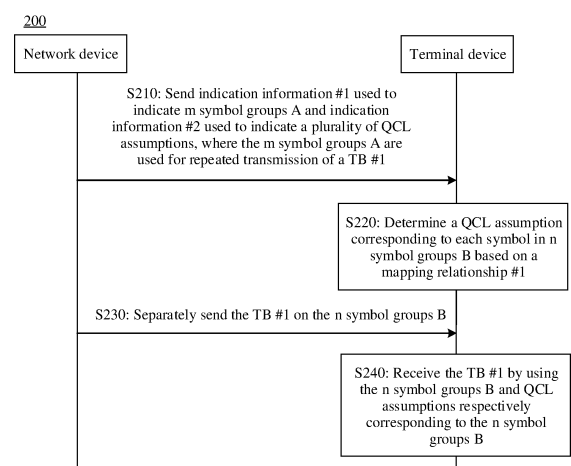 200
Network device
Terminal device
S210: Send indication information #1 used to
indicate m symbol groups A and indication
information #2 used to indicate a plurality of QCL
assumptions, where the m symbol groups A are
used for repeated transmission of a TB #1
S220: Determine a QCL assumption
corresponding to each symbol in n
symbol groups B based on a
mapping relationship #1
S230: Separately send the TB #1 on the n symbol groups B
S240: Receive the TB #1 by using
the n symbol groups B and QCL
assumptions respectively
corresponding to the n symbol
groups B